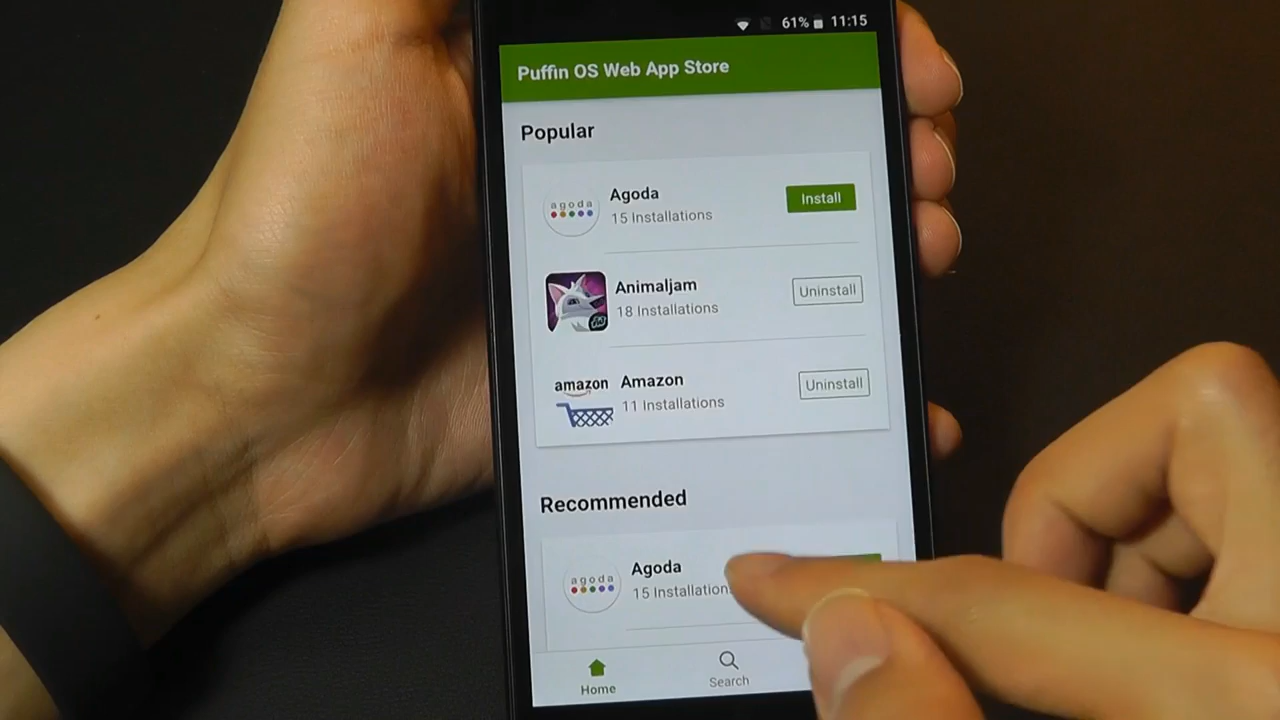 61% 11:15
Puffin OS Web App Store
Popular
agoda
Agoda
15 Installations
Install
Animaljam
18 Installations
Uninstall
amazon
Amazon
11 Installations
Uninstall
Recommended
agoda
Agoda
15 Installation
Home
Search